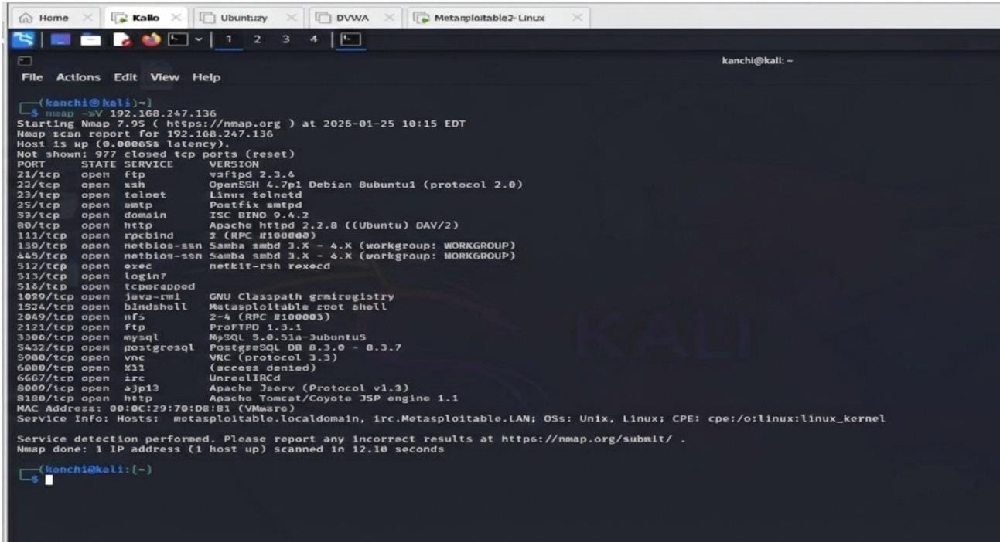 Home Kallo Ubuntuzy DVWA Metasploitable2-Linux
1 2 3 4
kanchi@kali: ~
File Actions Edit View Help
(kanchi@kali)~]
$ nmap -sV 192.168.247.136
Starting Nmap 7.95 ( https://nmap.org ) at 2026-01-25 10:15 EDT
Nmap scan report for 192.168.247.136
Host is up (0.00065s latency).
Not shown: 977 closed tcp ports (reset)
PORT STATE SERVICE VERSION
21/tcp open ftp vsftpd 2.3.4
22/tcp open ssh OpenSSH 4.7p1 Debian 8ubuntu1 (protocol 2.0)
23/tcp open telnet Linux telnetd
25/tcp open smtp Postfix smtpd
53/tcp open domain ISC BIND 9.4.2
80/tcp open http Apache httpd 2.2.8 ((Ubuntu) DAV/2)
111/tcp open rpcbind 2 (RPC #100000)
139/tcp open netbios-ssn Samba smbd 3.X - 4.X (workgroup: WORKGROUP)
445/tcp open netbios-ssn Samba smbd 3.X - 4.X (workgroup: WORKGROUP)
512/tcp open exec netkit-rsh rexecd
513/tcp open login?
514/tcp open tcpwrapped
1099/tcp open java-rmi GNU Classpath grmiregistry
1524/tcp open bindshell Metasploitable root shell
2049/tcp open nfs 2-4 (RPC #100003)
2121/tcp open ftp ProFTPD 1.3.1
3306/tcp open mysql MySQL 5.0.51a-3ubuntu5
5432/tcp open postgresql PostgreSQL DB 8.3.0 - 8.3.7
5900/tcp open vnc VRC (protocol 3.3)
6000/tcp open X11 (access denied)
6667/tcp open irc UnrealIRCd
8009/tcp open ajp13 Apache Jserv (Protocol v1.3)
8180/tcp open http Apache Tomcat/Coyote JSP engine 1.1
MAC Address: 00:0C:29:70:D8:B1 (VMware)
Service Info: Hosts: metasploitable.localdomain, irc.Metasploitable.LAN; OSs: Unix, Linux; CPE: cpe:/o:linux:linux_kernel
Service detection performed. Please report any incorrect results at https://nmap.org/submit/ .
Nmap done: 1 IP address (1 host up) scanned in 12.10 seconds
KALI
(kanchi@kali:[~]
$